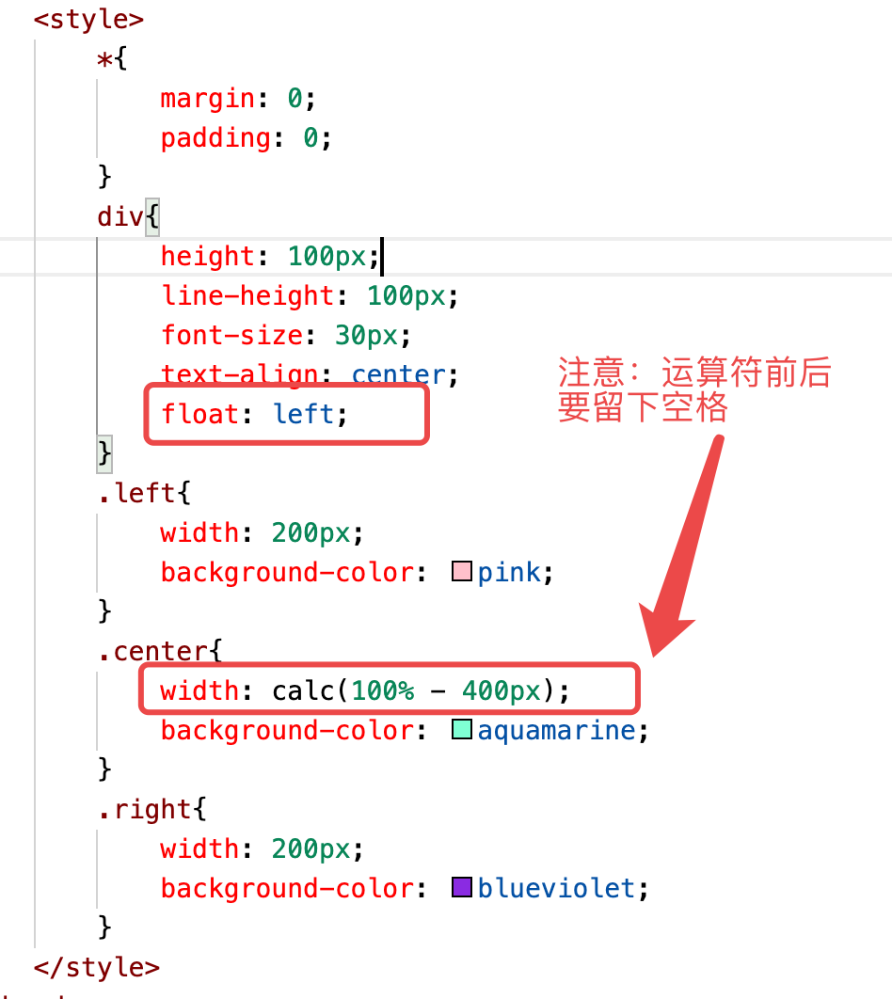 <style>
*{
margin: 0;
padding: 0;
}
div{
height: 100px;
line-height: 100px;
font-size: 30px;
text-align: center;
注意：运算符前后
要留下空格
float: left;
}
.left{
width: 200px;
background-color: pink;
}
.center{
width: calc(100% - 400px);
background-color: aquamarine;
}
.right{
width: 200px;
background-color: blueviolet;
}
</style>